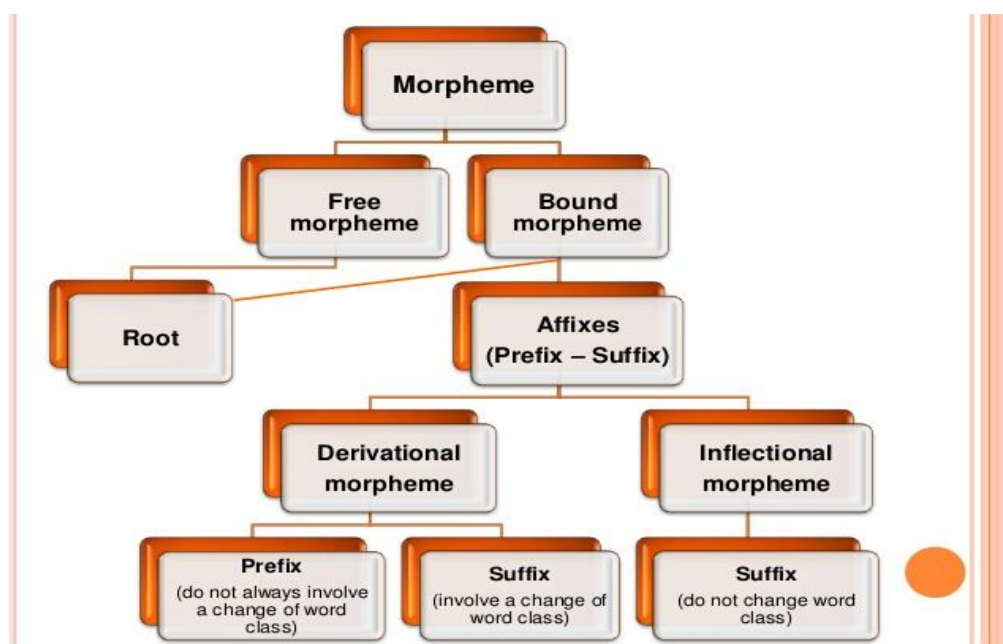 Morpheme
Free
morpheme
Bound
morpheme
Root
Affixes
(Prefix – Suffix)
Derivational
morpheme
Inflectional
morpheme
Prefix
(do not always involve
a change of word
class)
Suffix
(involve a change of
word class)
Suffix
(do not change word
class)